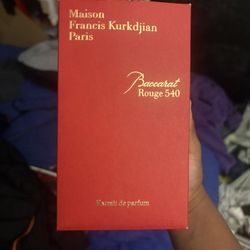 Maison
Francis Kurkdjian
Paris
Baccarat
Rouge 540
Extrait de parfum